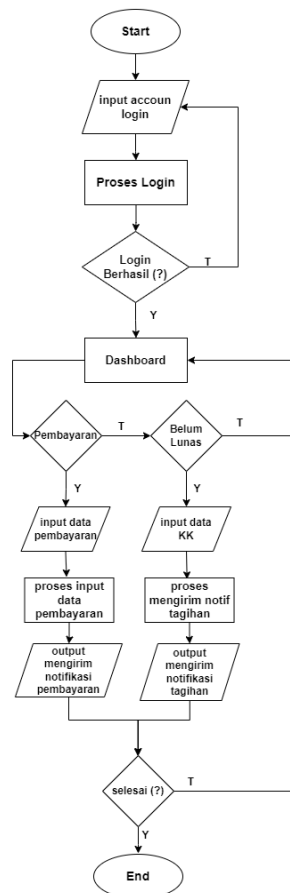 Start
input accoun
login
Proses Login
Login
Berhasil (?)
T
Y
Dashboard
Pembayaran
T
Belum
Lunas
T
Y
Y
input data
pembayaran
input data
KK
proses input
data
pembayaran
proses
mengirim notif
tagihan
output
mengirim
notifikasi
pembayaran
output
mengirim
notifikasi
tagihan
selesai (?)
T
Y
End